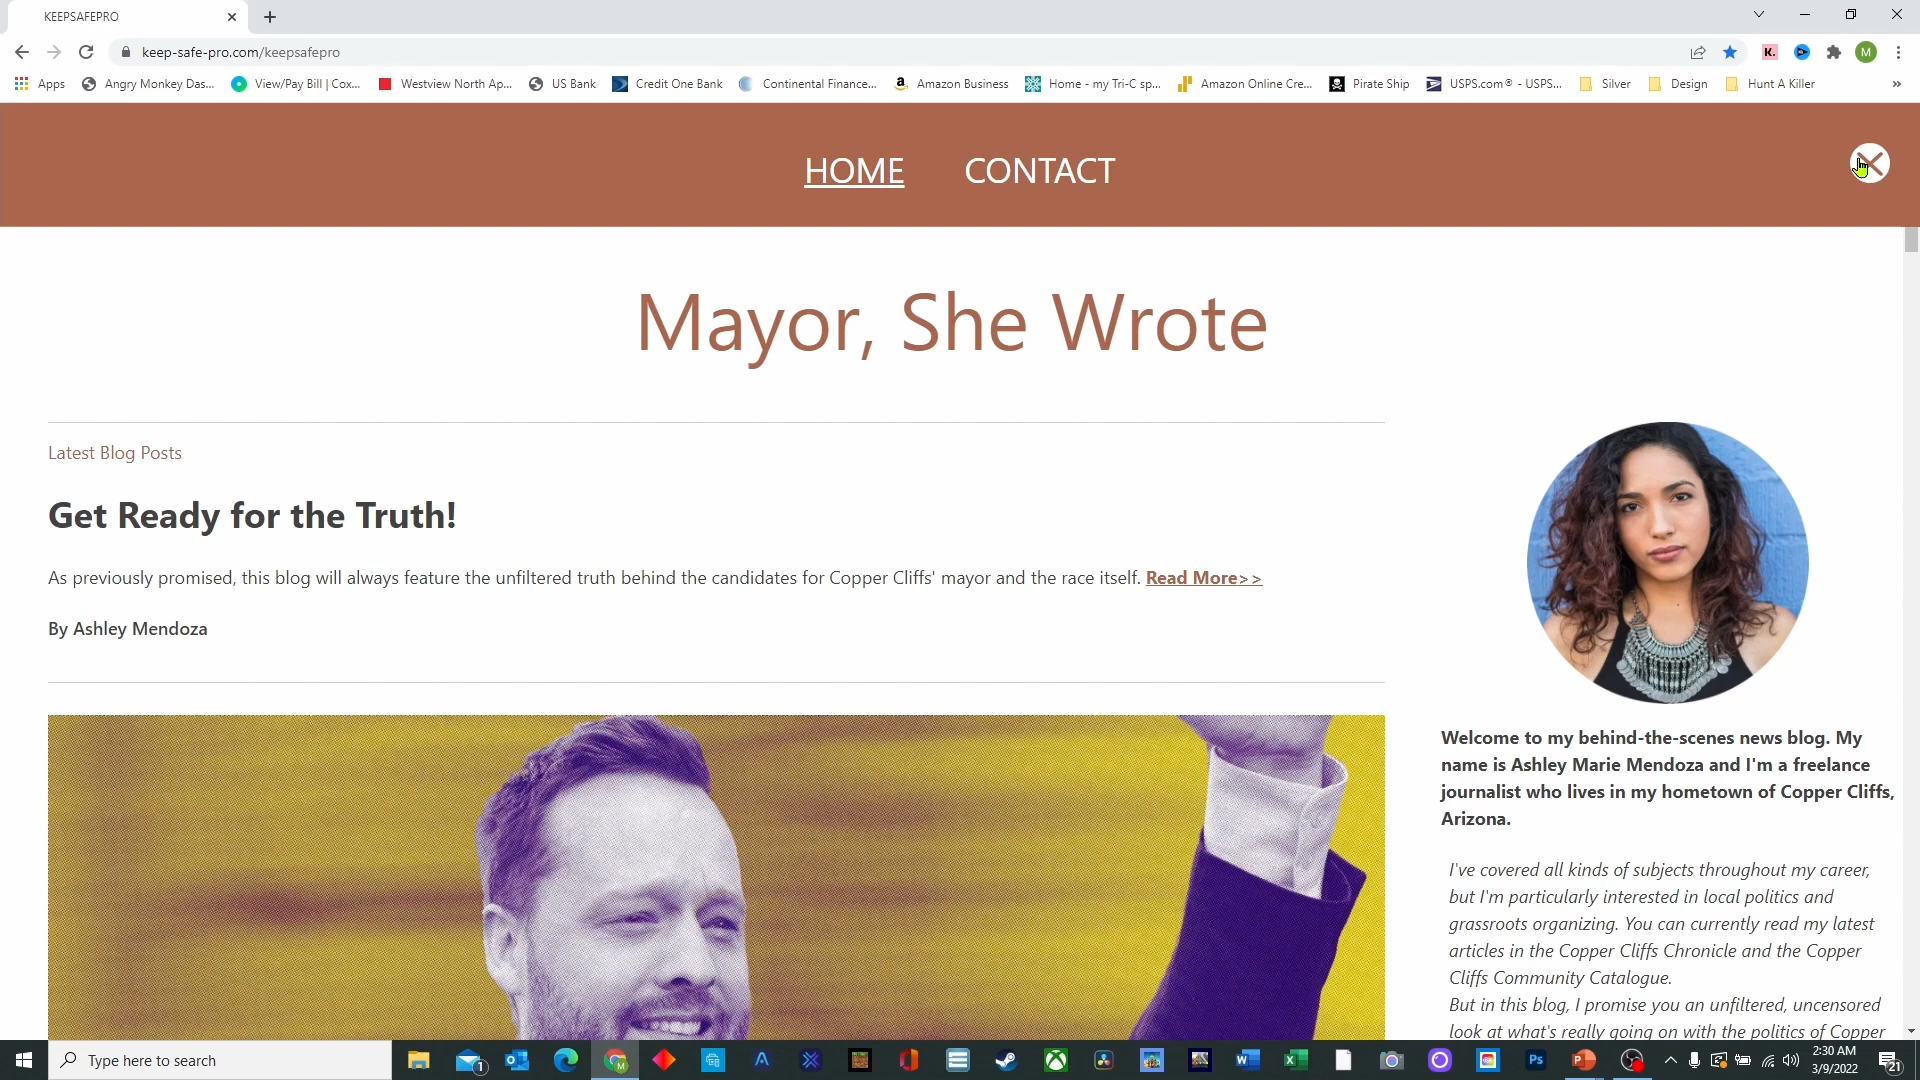 KEEPSAFEPRO
keep-safe-pro.com/keepsafepro
K.
M
Apps
Angry Monkey Das...
View/Pay Bill | Cox...
Westview North Ap...
US Bank
Credit One Bank
Continental Finance...
Amazon Business
Home - my Tri-C sp...
Amazon Online Cre...
Pirate Ship
USPS.com® - USPS...
Silver
Design
Hunt A Killer
HOME CONTACT
Mayor, She Wrote
Latest Blog Posts
Get Ready for the Truth!
As previously promised, this blog will always feature the unfiltered truth behind the candidates for Copper Cliffs' mayor and the race itself. Read More>>
By Ashley Mendoza
Welcome to my behind-the-scenes news blog. My
name is Ashley Marie Mendoza and I'm a freelance
journalist who lives in my hometown of Copper Cliffs,
Arizona.
I've covered all kinds of subjects throughout my career,
but I'm particularly interested in local politics and
grassroots organizing. You can currently read my latest
articles in the Copper Cliffs Chronicle and the Copper
Cliffs Community Catalogue.
But in this blog, I promise you an unfiltered, uncensored
look at what's really going on with the politics of Copper
Type here to search
2:30 AM
3/9/2022
21